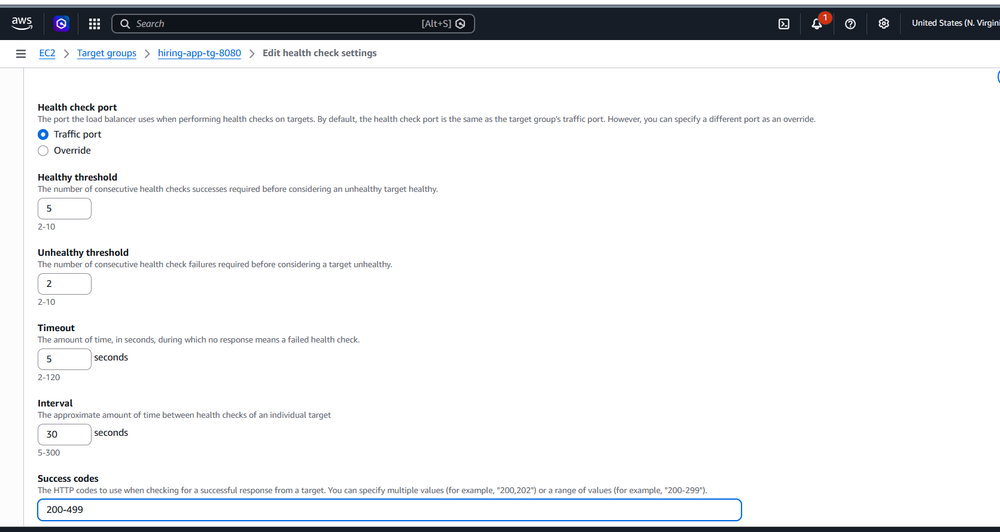 aws
Search
[Alt+S]
1
United States (N. Virgini
EC2 > Target groups > hiring-app-tg-8080 > Edit health check settings
Health check port
The port the load balancer uses when performing health checks on targets. By default, the health check port is the same as the target group's traffic port. However, you can specify a different port as an override.
Traffic port
Override
Healthy threshold
The number of consecutive health checks successes required before considering an unhealthy target healthy.
5
2-10
Unhealthy threshold
The number of consecutive health check failures required before considering a target unhealthy.
2
2-10
Timeout
The amount of time, in seconds, during which no response means a failed health check.
5 seconds
2-120
Interval
The approximate amount of time between health checks of an individual target
30 seconds
5-300
Success codes
The HTTP codes to use when checking for a successful response from a target. You can specify multiple values (for example, "200,202") or a range of values (for example, "200-299").
200-499